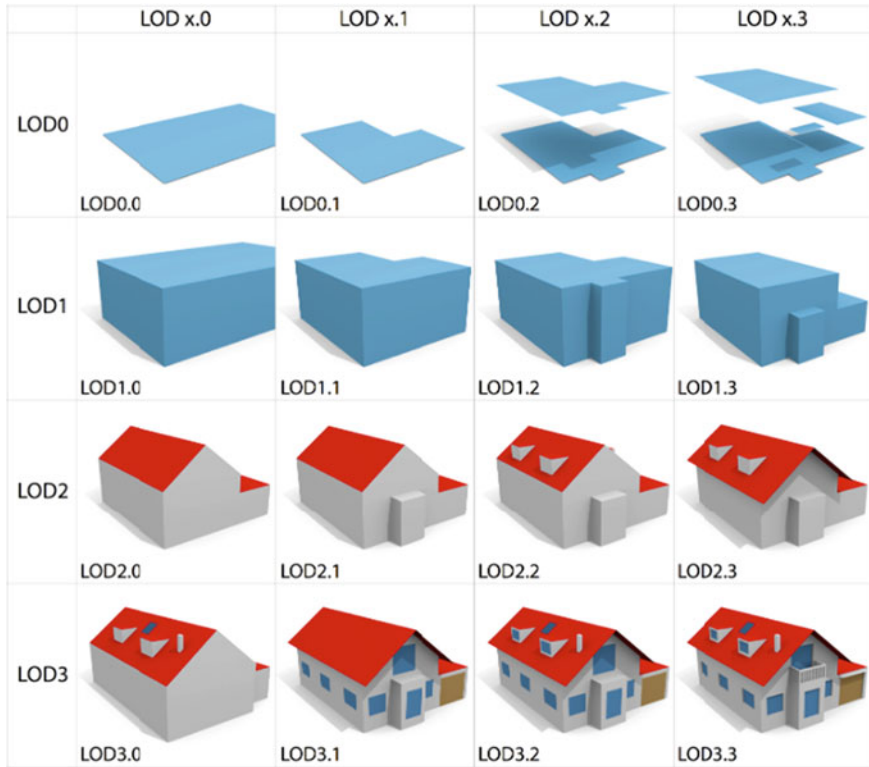 LOD x.0 LOD x.1 LOD x.2 LOD x.3
LOD0
LOD0.0 LOD0.1 LOD0.2 LOD0.3
LOD1
LOD1.0 LOD1.1 LOD1.2 LOD1.3
LOD2
LOD2.0 LOD2.1 LOD2.2 LOD2.3
LOD3
LOD3.0 LOD3.1 LOD3.2 LOD3.3